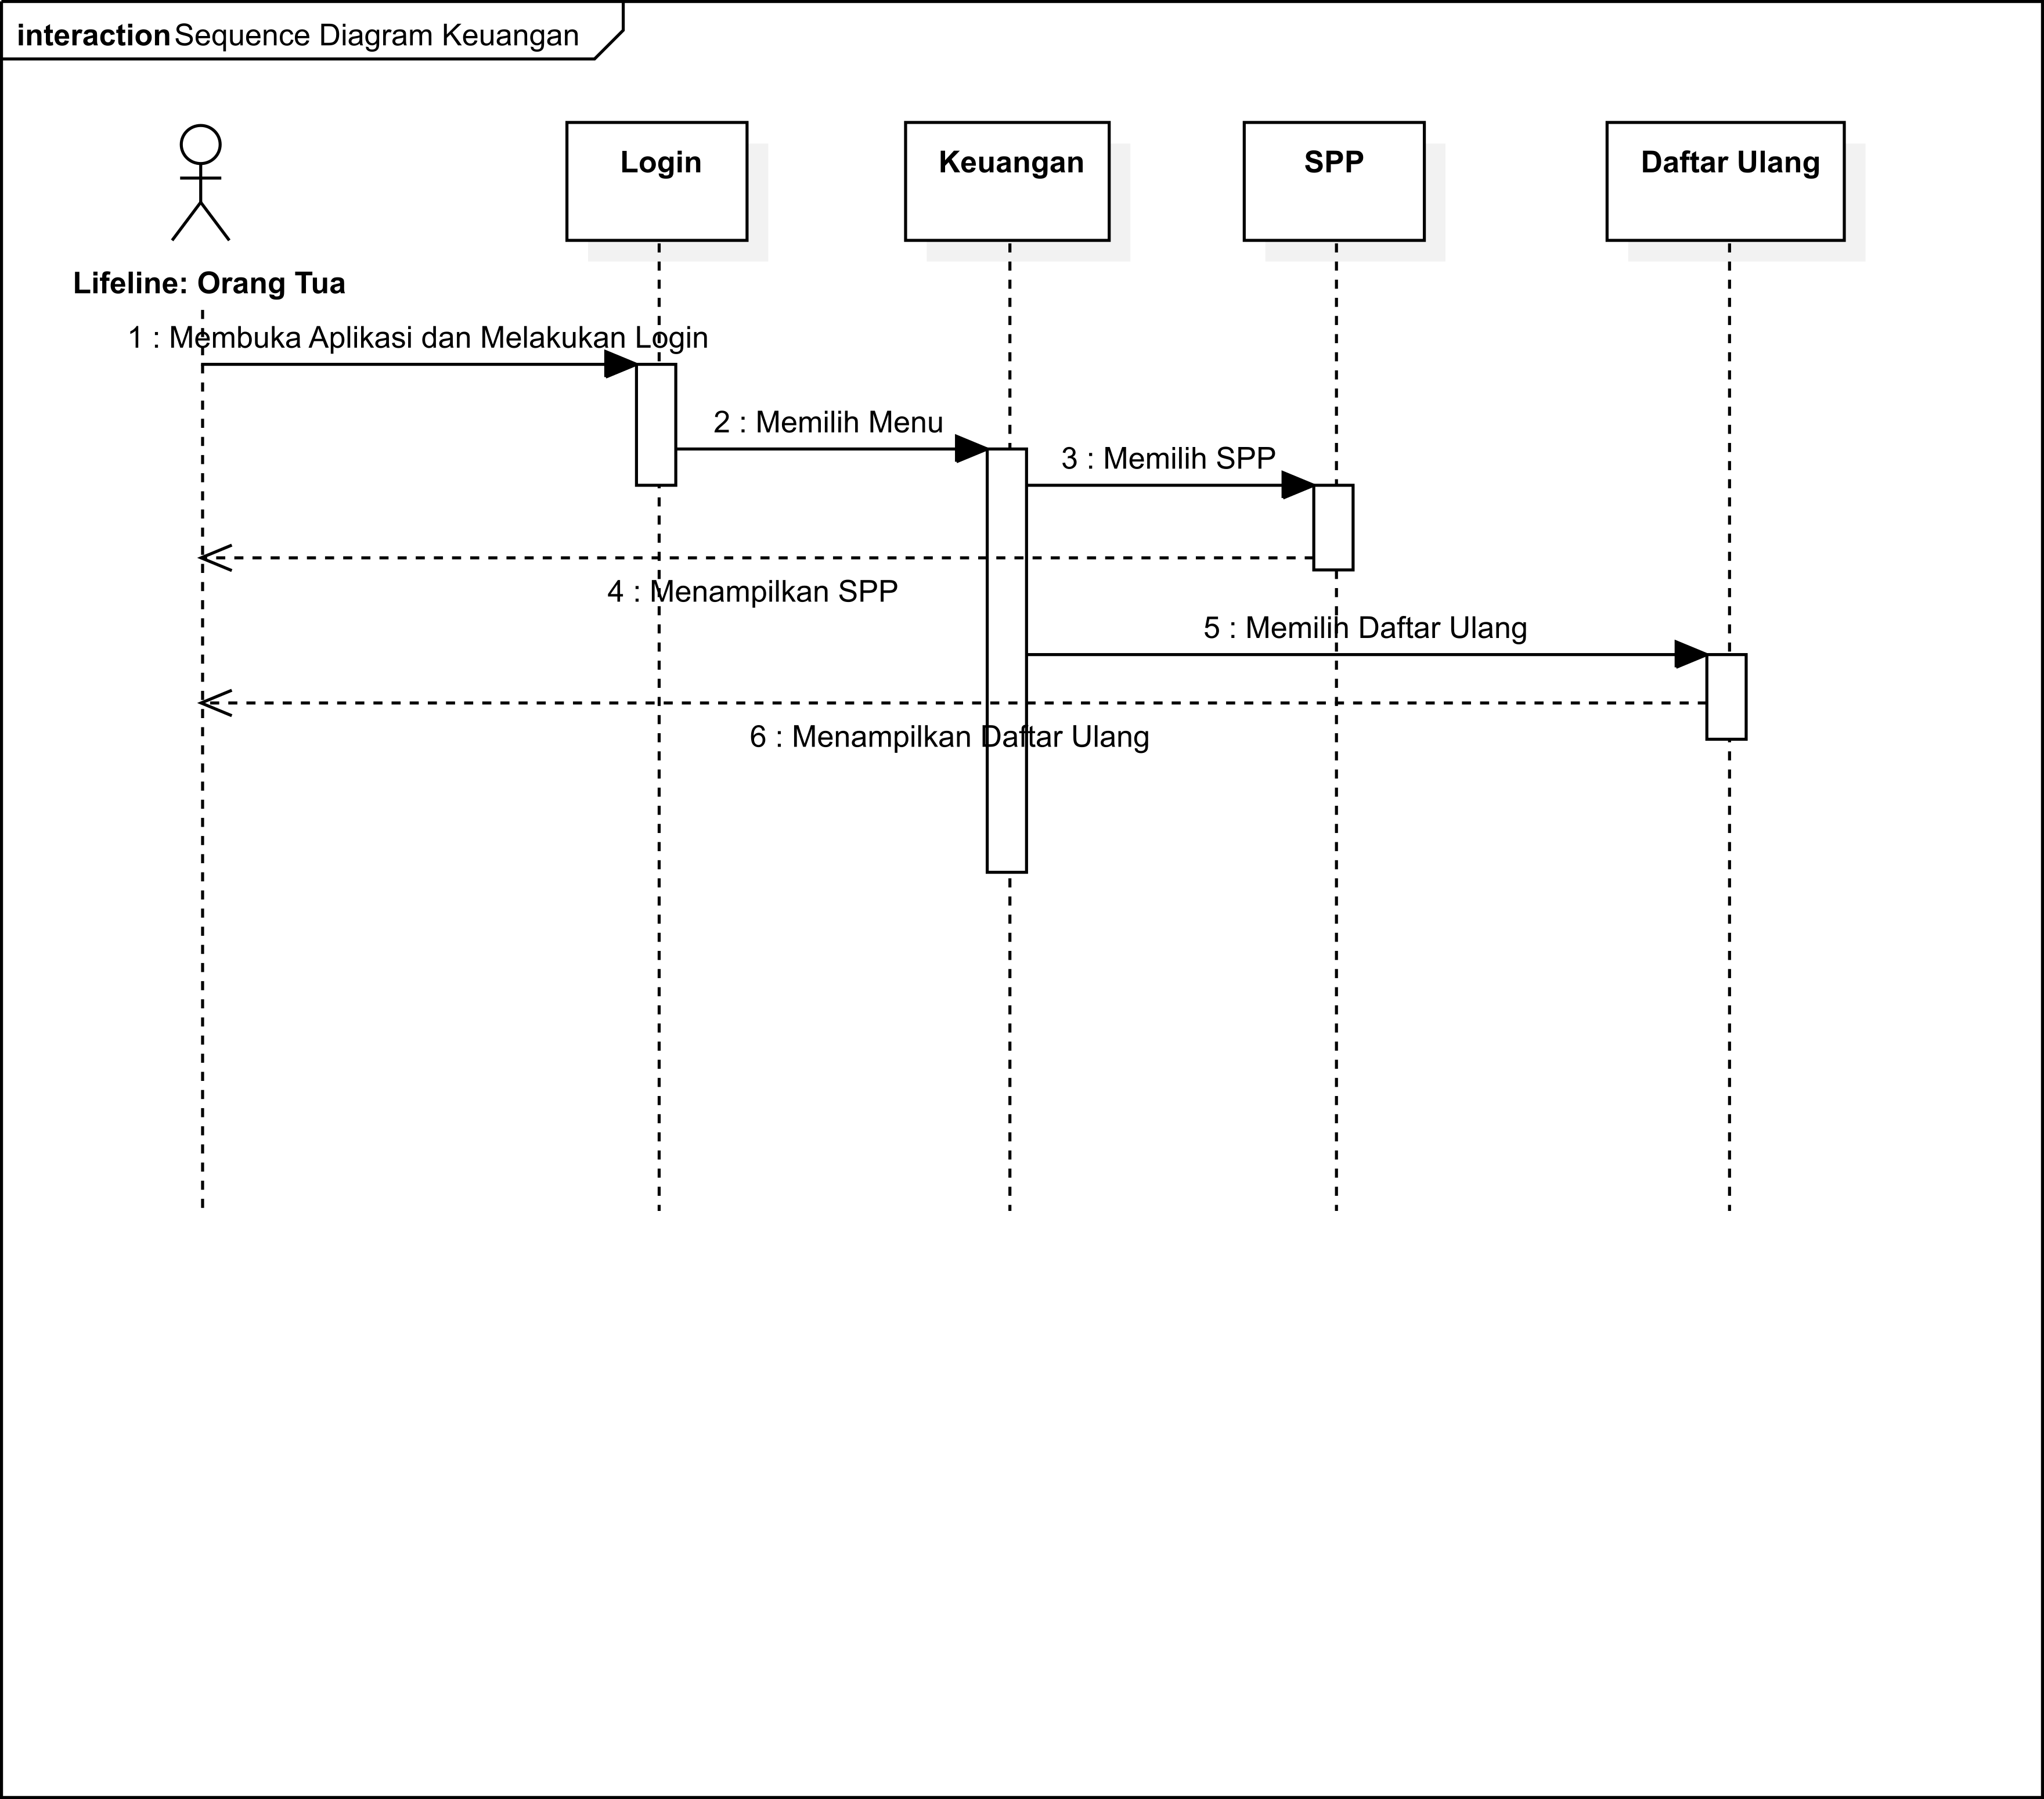 interaction Sequence Diagram Keuangan
Login
Keuangan
SPP
Daftar Ulang
Lifeline: Orang Tua
1 : Membuka Aplikasi dan Melakukan Login
2 : Memilih Menu
3 : Memilih SPP
4 : Menampilkan SPP
5 : Memilih Daftar Ulang
6 : Menampilkan Daftar Ulang